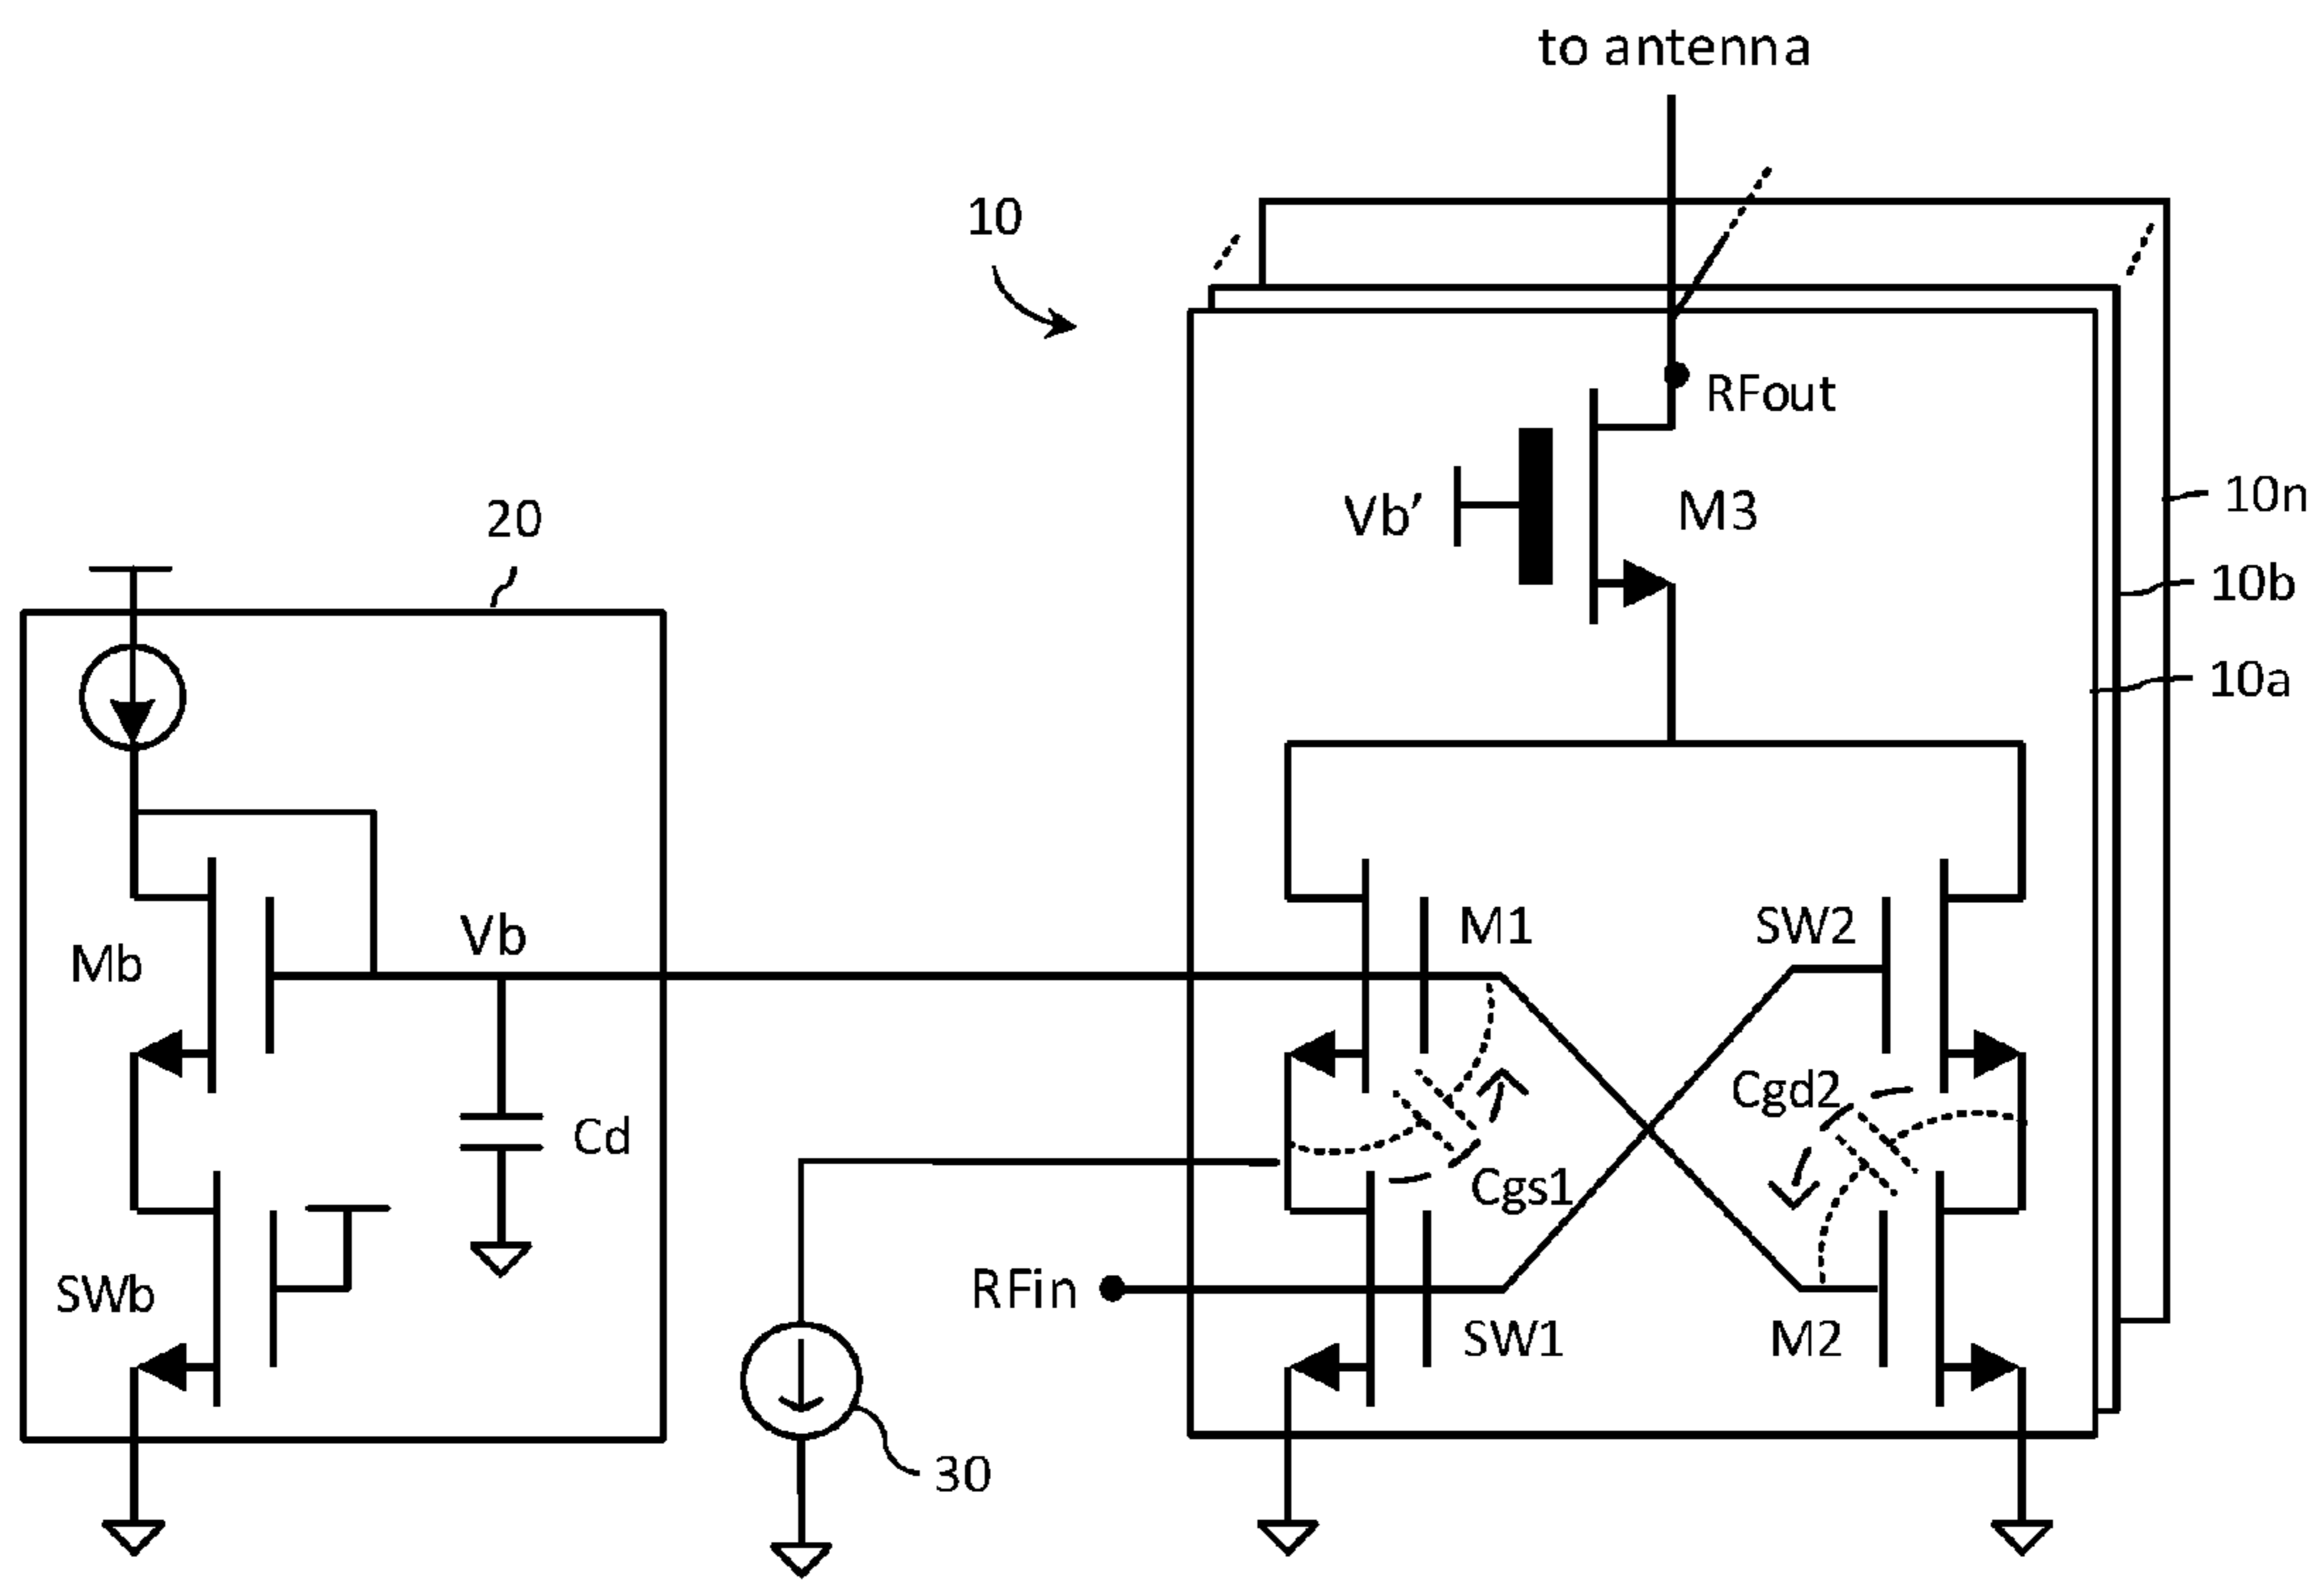 to antenna
10
RFout
Vb’
M3
10n
20
10b
10a
Vb
M1
SW2
Mb
Cgd2
Cd
Cgs1
SWb
RFin
SW1
M2
30